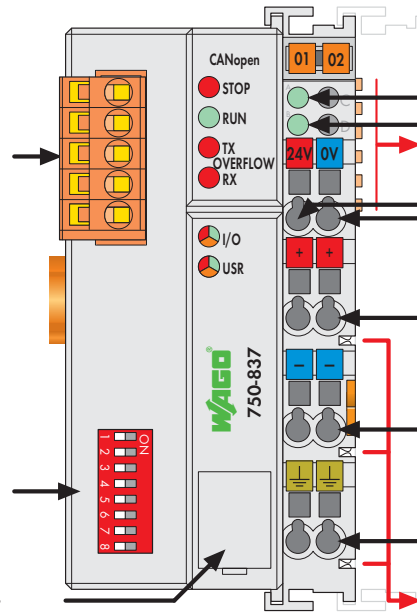 CANopen
01 02
STOP
A C
RUN
B D
TX
OVERFLOW
RX
24V 0V
I/O
USR
+ +
WAGO®
750-837
— —
ON
1
2
3
4
5
6
7
8